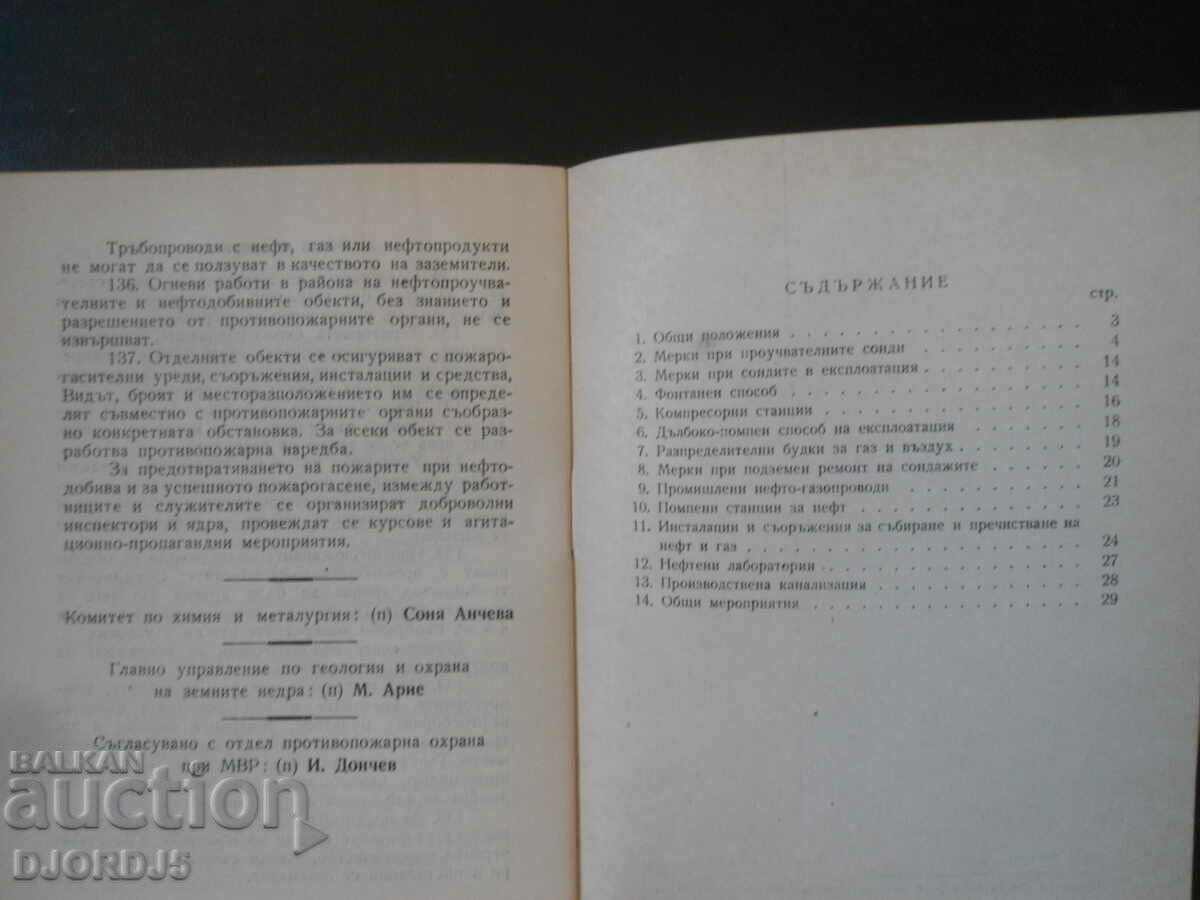 Тръбопроводи с нефт, газ или нефтопродукти
не могат да се ползуват в качеството на заземители.
136. Огневи работи в района на нефтопроучва-
телните и нефтодобивните обекти, без знанието и
разрешението от противопожарните органи, не се
извършват.
137. Отделните обекти се осигуряват с пожаро-
гасителни уреди, съоръжения, инсталации и средства.
Видът, броят и месторазположението им се опреде-
лят съвместно с противопожарните органи съобраз-
но конкретната обстановка. За всеки обект се раз-
работва противопожарна наредба.
За предотвратяването на пожарите при нефто-
добива и за успешното пожарогасене, измежду работ-
ниците и служителите се организират доброволни
инспектори и ядра, провеждат се курсове и агита-
ционно-пропагандни мероприятия.
Комитет по химия и металургия: (п) Соня Анчева
Главно управление по геология и охрана
на земните недра: (п) М. Арие
Съгласувано с отдел противопожарна охрана
при МВР: (п) И. Дончев
СЪДЪРЖАНИЕ
стр.
1. Общи положения . . . . . . . . . . . . . . . . . 3
2. Мерки при проучвателните сонди . . . . . . . . . . 4
3. Мерки при сондите в експлоатация . . . . . . . . . 14
4. Фонтанен способ . . . . . . . . . . . . . . . . . 14
5. Компресорни станции . . . . . . . . . . . . . . . 16
6. Дълбоко-помпен способ на експлоатация . . . . . . . 18
7. Разпределителни будки за газ и въздух . . . . . . . 19
8. Мерки при подземен ремонт на сондажите . . . . . . 20
9. Промишлени нефто-газопроводи . . . . . . . . . . . 21
10. Помпени станции за нефт . . . . . . . . . . . . . 23
11. Инсталации и съоръжения за събиране и пречистване на
нефт и газ . . . . . . . . . . . . . . . . . . . 24
12. Нефтени лаборатории . . . . . . . . . . . . . . . 27
13. Производствена канализация . . . . . . . . . . . . 28
14. Общи мероприятия . . . . . . . . . . . . . . . . 29
BALKAN
auction
DJORDJ5